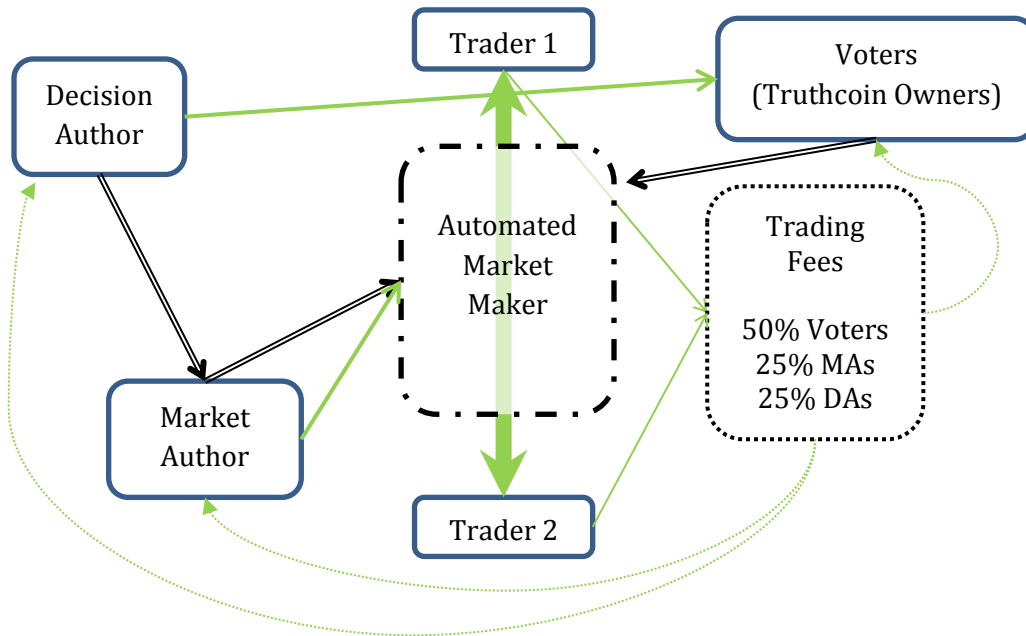 Trader 1
Voters
(Truthcoin Owners)
Decision
Author
Automated
Market
Maker
Trading
Fees
50% Voters
25% MAs
25% DAs
Market
Author
Trader 2